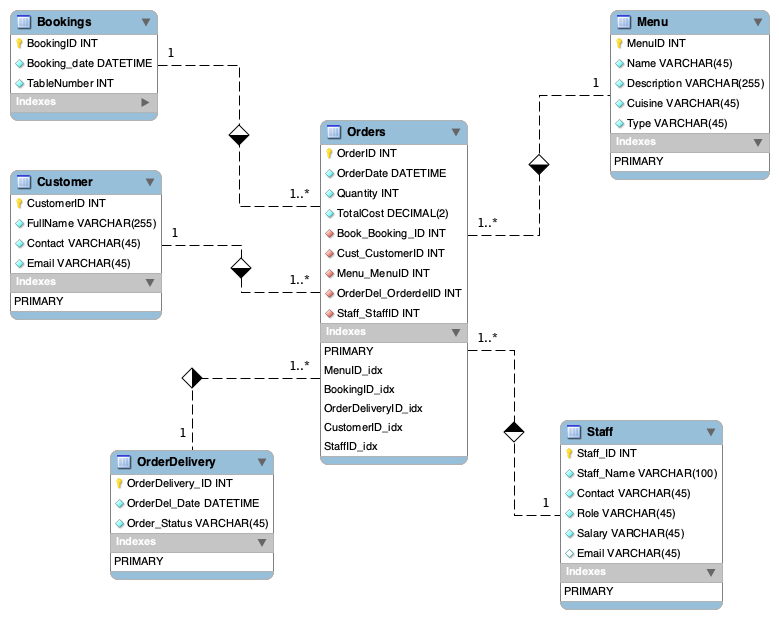 Bookings
BookingID INT
Booking_date DATETIME
TableNumber INT
Indexes
1
1..*
Customer
CustomerID INT
FullName VARCHAR(255)
Contact VARCHAR(45)
Email VARCHAR(45)
Indexes
PRIMARY
1
1..*
Orders
OrderID INT
OrderDate DATETIME
Quantity INT
TotalCost DECIMAL(2)
Book_Booking_ID INT
Cust_CustomerID INT
Menu_MenuID INT
OrderDel_OrderdelID INT
Staff_StaffID INT
Indexes
PRIMARY
MenuID_idx
BookingID_idx
OrderDeliveryID_idx
CustomerID_idx
StaffID_idx
Menu
MenuID INT
Name VARCHAR(45)
Description VARCHAR(255)
Cuisine VARCHAR(45)
Type VARCHAR(45)
Indexes
PRIMARY
1
1..*
1..*
1
OrderDelivery
OrderDelivery_ID INT
OrderDel_Date DATETIME
Order_Status VARCHAR(45)
Indexes
PRIMARY
1..*
1
Staff
Staff_ID INT
Staff_Name VARCHAR(100)
Contact VARCHAR(45)
Role VARCHAR(45)
Salary VARCHAR(45)
Email VARCHAR(45)
Indexes
PRIMARY